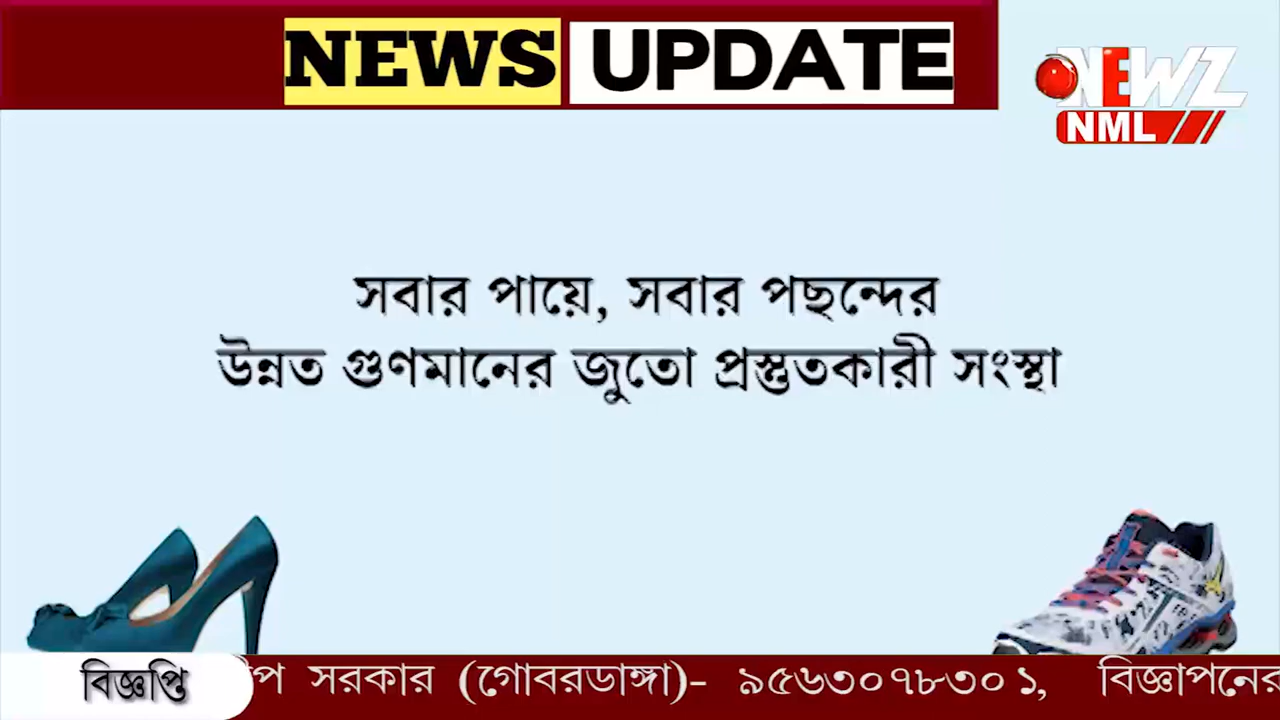 NEWS UPDATE
NEWZ
NML
সবার পায়ে, সবার পছন্দের
উন্নত গুণমানের জুতো প্রস্তুতকারী সংস্থা
বিজ্ঞপ্তি
সরকার (গোবরডাঙ্গা)- ৯৫৬৩০৭৮৩০১, বিজ্ঞাপনের